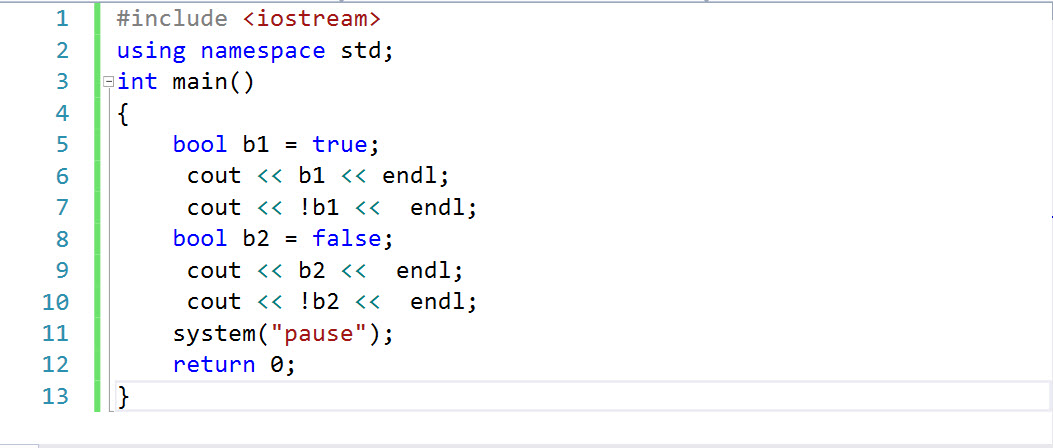 1 #include <iostream>
2 using namespace std;
3 int main()
4 {
5 bool b1 = true;
6 cout << b1 << endl;
7 cout << !b1 <<  endl;
8 bool b2 = false;
9 cout << b2 <<  endl;
10 cout << !b2 <<  endl;
11 system("pause");
12 return 0;
13 }